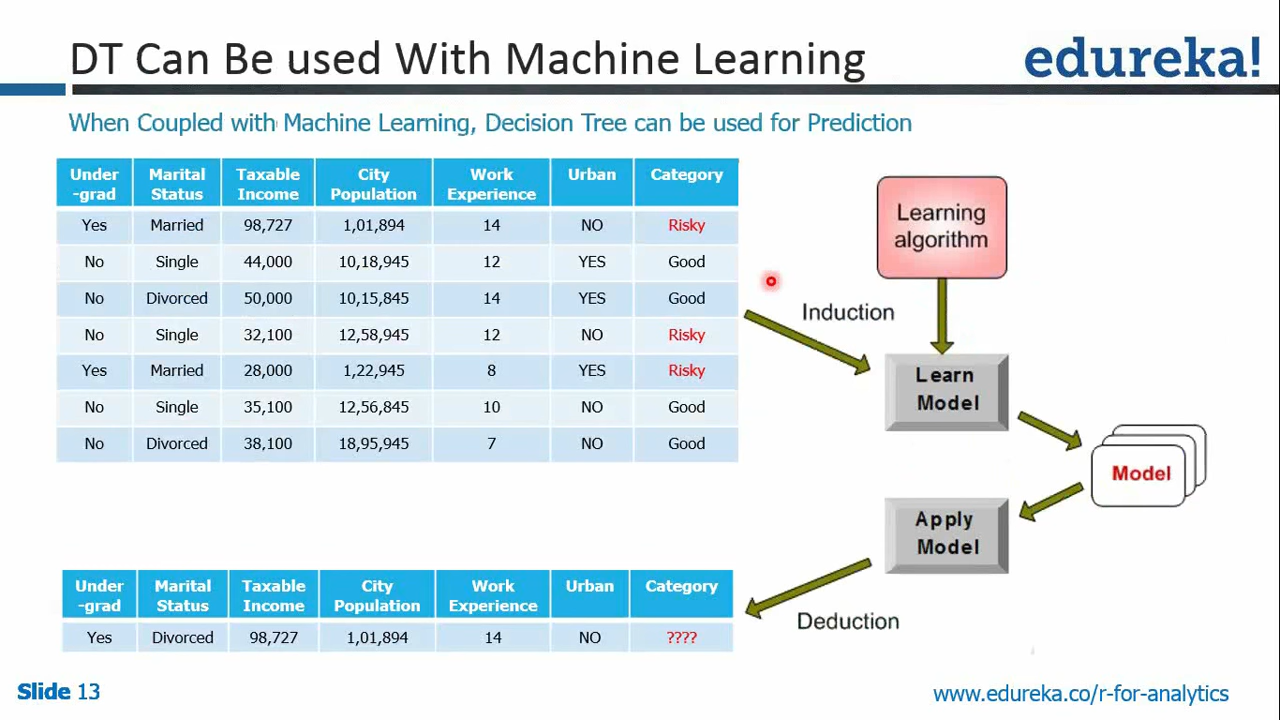 DT Can Be used With Machine Learning
edureka!
When Coupled with Machine Learning, Decision Tree can be used for Prediction
Under
-grad
Marital
Status
Taxable
Income
City
Population
Work
Experience
Urban
Category
Yes Married 98,727 1,01,894 14 NO Risky
No Single 44,000 10,18,945 12 YES Good
No Divorced 50,000 10,15,845 14 YES Good
No Single 32,100 12,58,945 12 NO Risky
Yes Married 28,000 1,22,945 8 YES Risky
No Single 35,100 12,56,845 10 NO Good
No Divorced 38,100 18,95,945 7 NO Good
Learning
algorithm
Induction
Learn
Model
Model
Apply
Model
Deduction
Under
-grad
Marital
Status
Taxable
Income
City
Population
Work
Experience
Urban
Category
Yes Divorced 98,727 1,01,894 14 NO ????
Slide 13
www.edureka.co/r-for-analytics